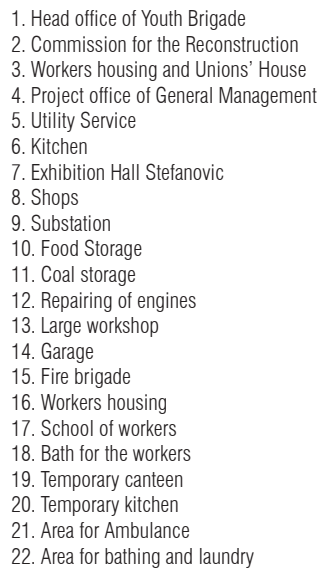 1. Head office of Youth Brigade
2. Commission for the Reconstruction
3. Workers housing and Unions’ House
4. Project office of General Management
5. Utility Service
6. Kitchen
7. Exhibition Hall Stefanovic
8. Shops
9. Substation
10. Food Storage
11. Coal storage
12. Repairing of engines
13. Large workshop
14. Garage
15. Fire brigade
16. Workers housing
17. School of workers
18. Bath for the workers
19. Temporary canteen
20. Temporary kitchen
21. Area for Ambulance
22. Area for bathing and laundry